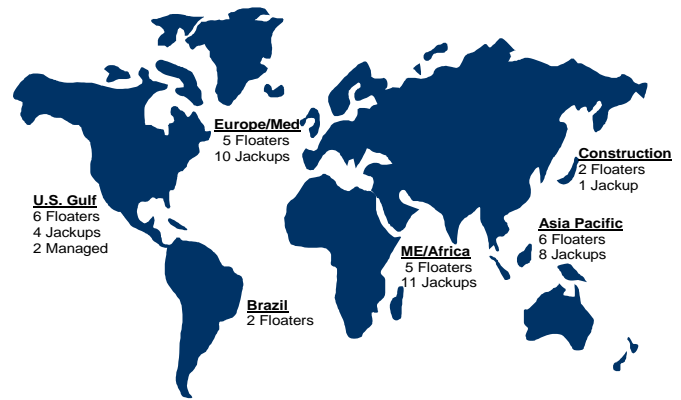 Europe/Med
5 Floaters
10 Jackups
Construction
2 Floaters
1 Jackup
U.S. Gulf
6 Floaters
4 Jackups
2 Managed
Asia Pacific
6 Floaters
8 Jackups
ME/Africa
5 Floaters
11 Jackups
Brazil
2 Floaters